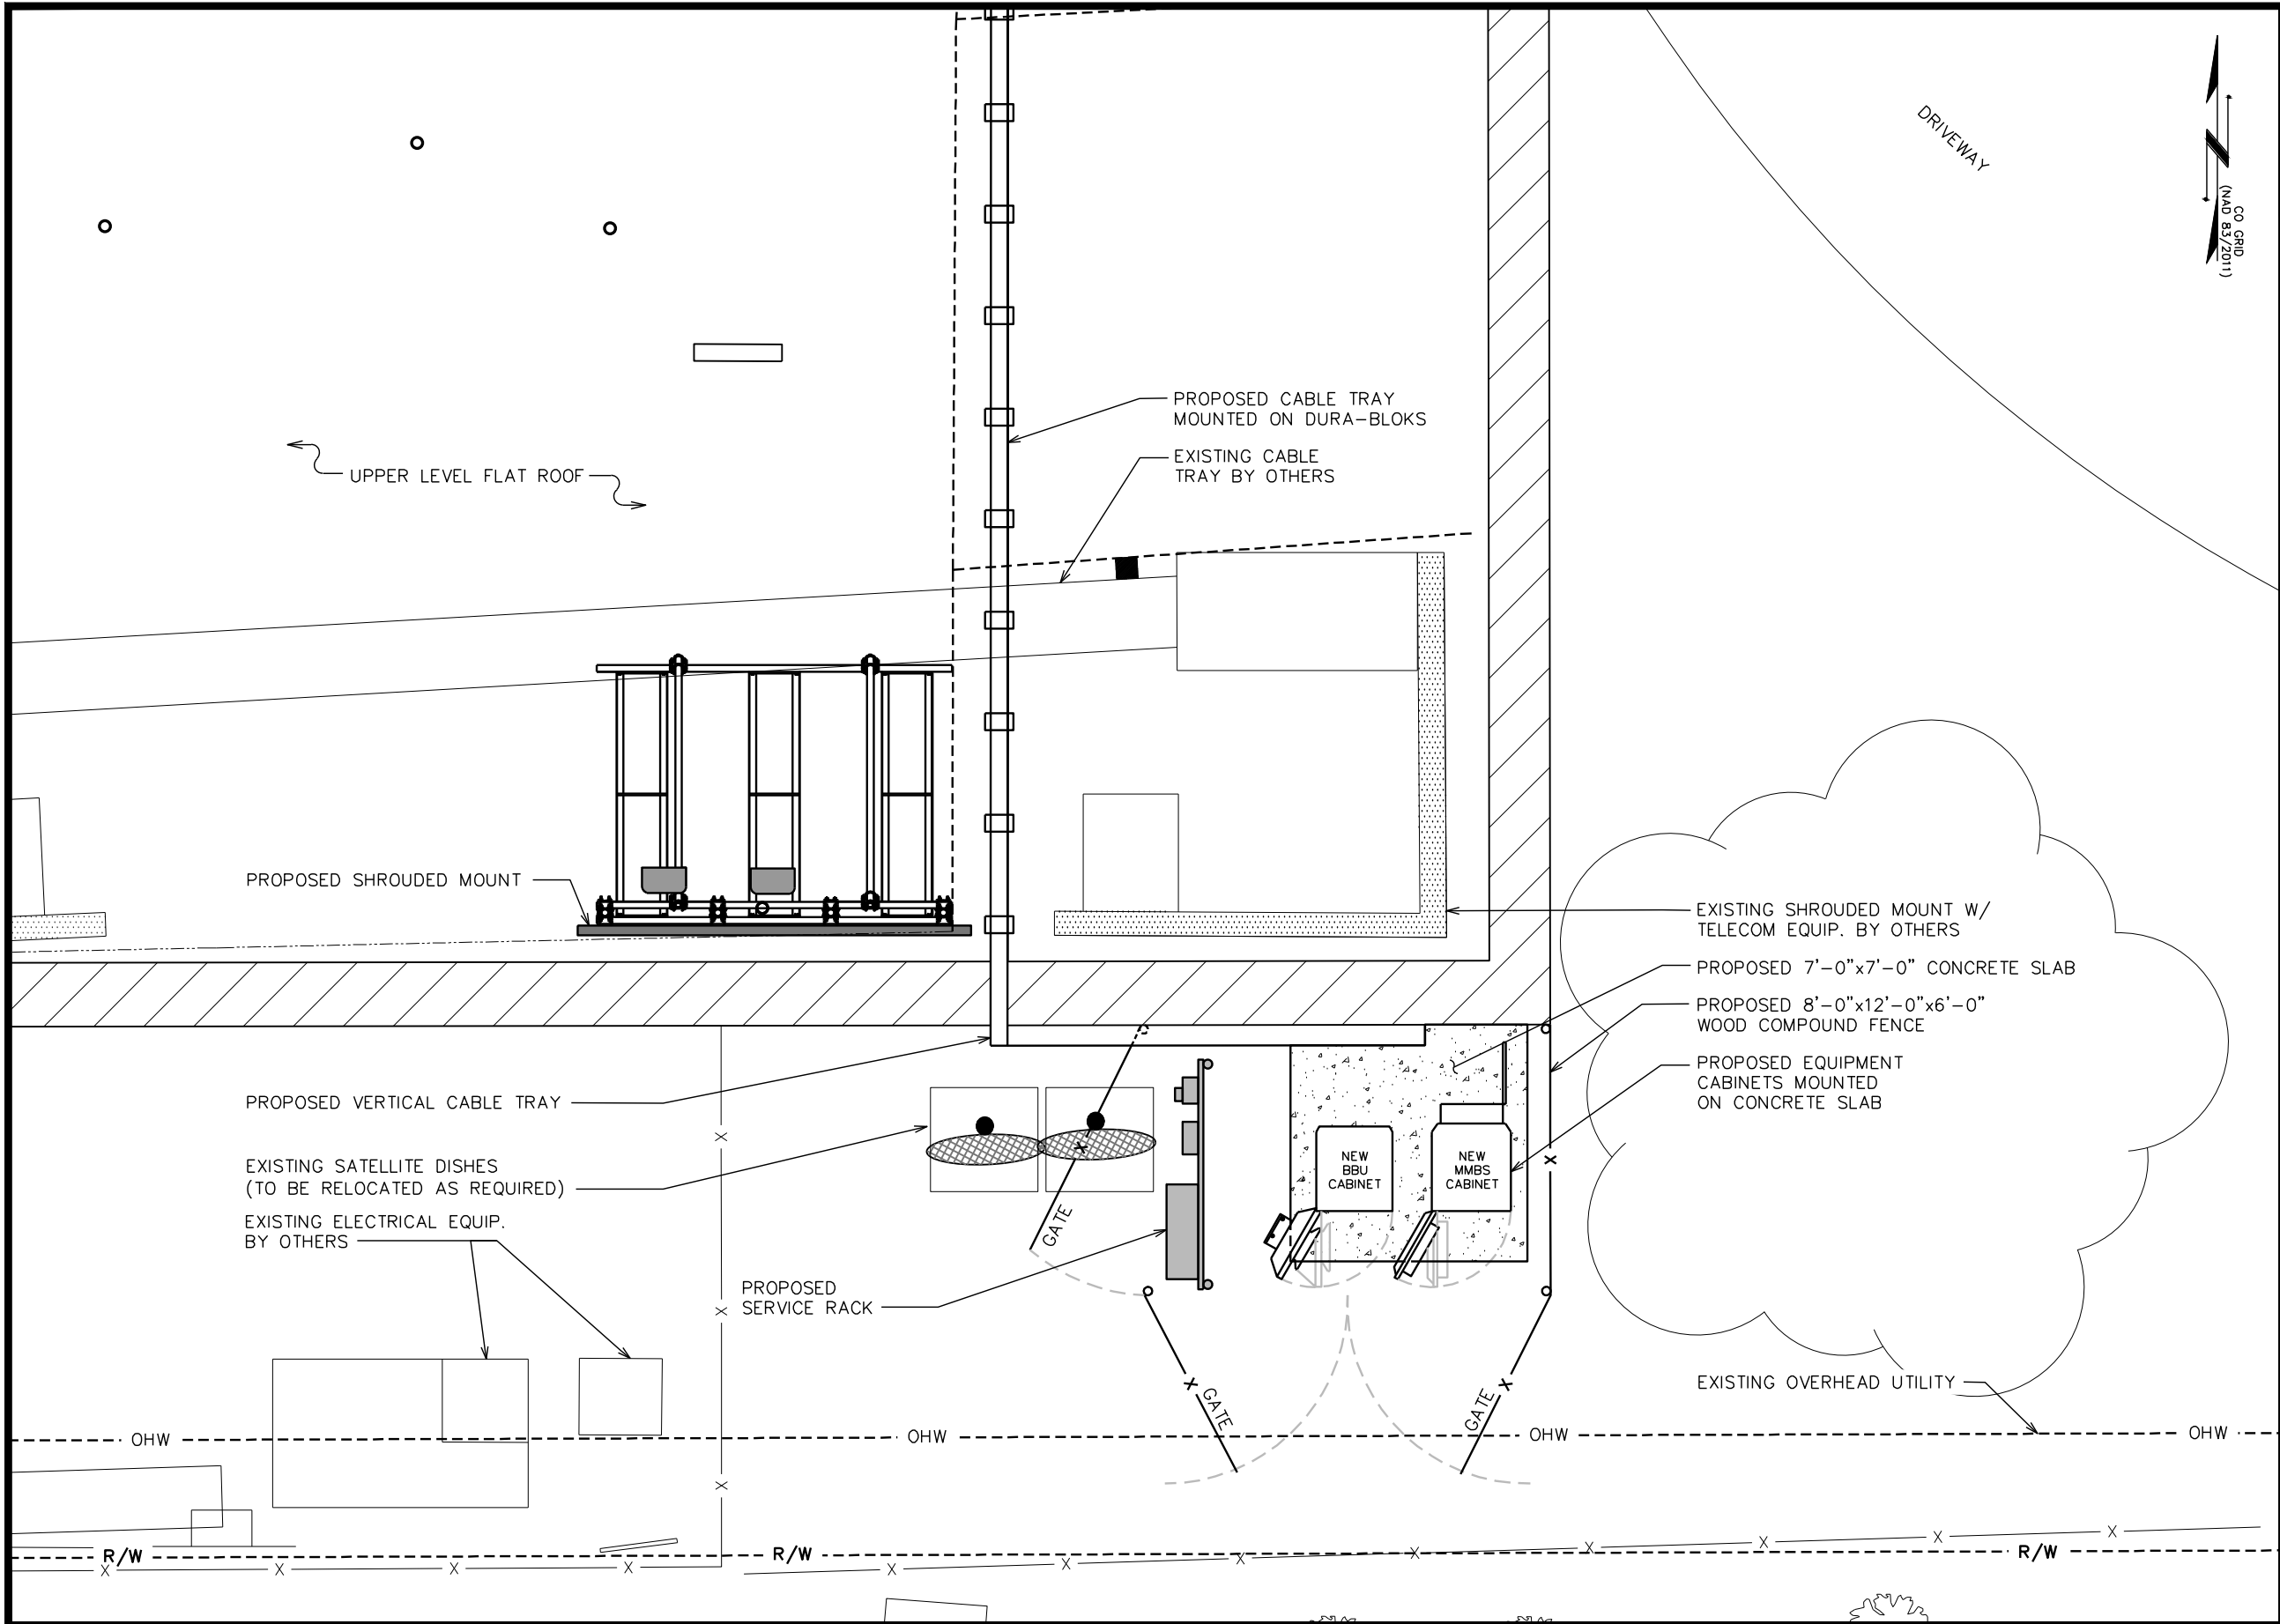 DRIVEWAY
CO GRID
(NAD 83/2011)
PROPOSED CABLE TRAY
MOUNTED ON DURA-BLOKS
EXISTING CABLE
TRAY BY OTHERS
UPPER LEVEL FLAT ROOF
PROPOSED SHROUDED MOUNT
EXISTING SHROUDED MOUNT W/
TELECOM EQUIP. BY OTHERS
PROPOSED 7'-0"x7'-0" CONCRETE SLAB
PROPOSED 8'-0"x12'-0"x6'-0"
WOOD COMPOUND FENCE
PROPOSED EQUIPMENT
CABINETS MOUNTED
ON CONCRETE SLAB
PROPOSED VERTICAL CABLE TRAY
EXISTING SATELLITE DISHES
(TO BE RELOCATED AS REQUIRED)
EXISTING ELECTRICAL EQUIP.
BY OTHERS
NEW
BBU
CABINET
NEW
MMBS
CABINET
GATE
PROPOSED
SERVICE RACK
GATE
GATE
EXISTING OVERHEAD UTILITY
OHW
OHW
OHW
OHW
R/W
R/W
R/W